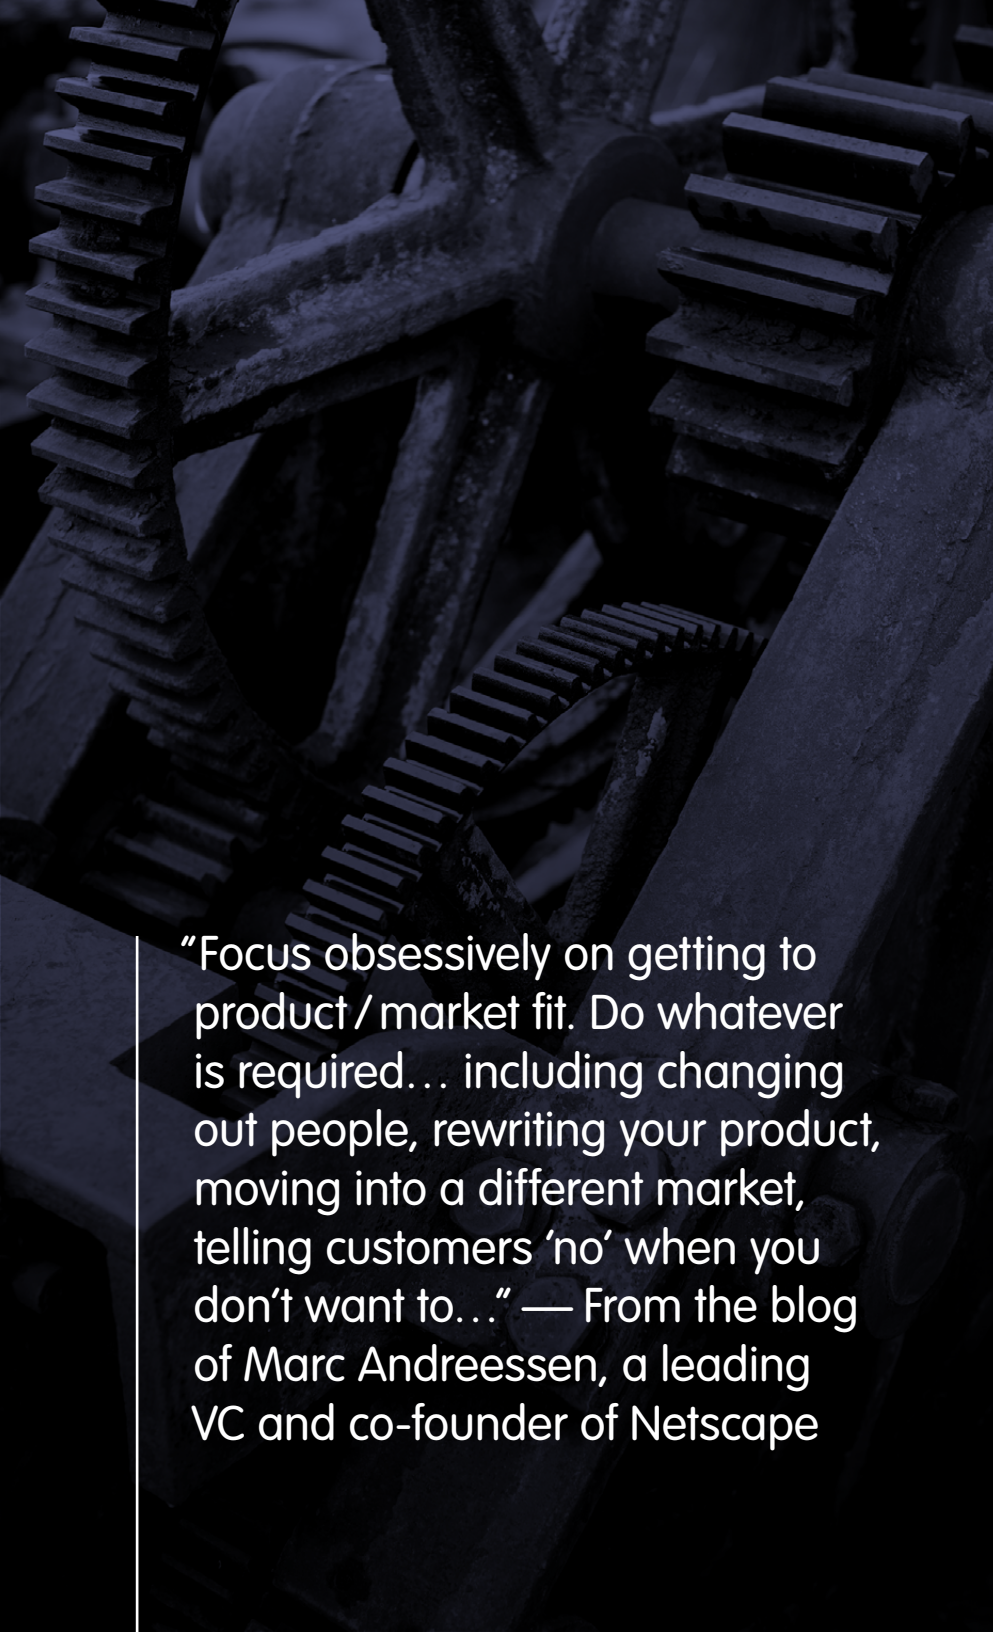 “Focus obsessively on getting to
product / market fit. Do whatever
is required… including changing
out people, rewriting your product,
moving into a different market,
telling customers ‘no’ when you
don’t want to…” — From the blog
of Marc Andreessen, a leading
VC and co-founder of Netscape